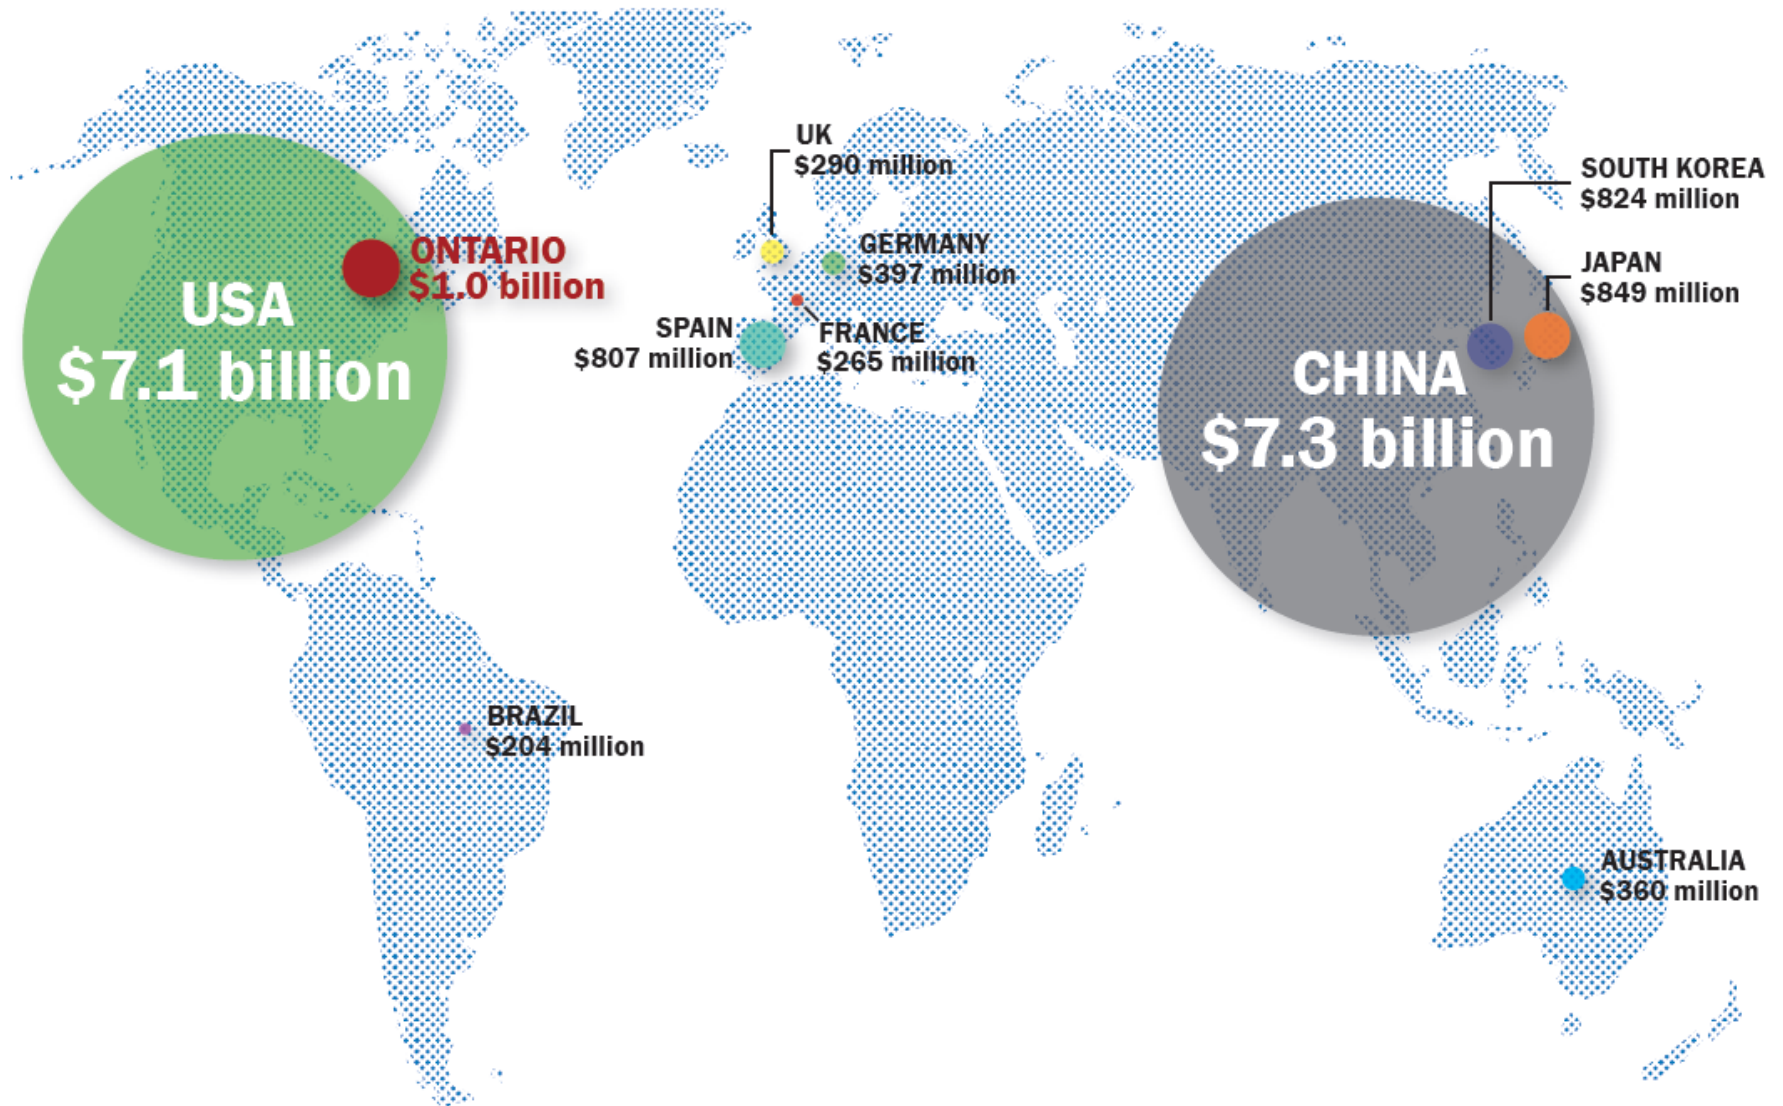 UK
$290 million
SOUTH KOREA
$824 million
ONTARIO
$1.0 billion
GERMANY
$397 million
JAPAN
$849 million
USA
$7.1 billion
SPAIN
$807 million
FRANCE
$265 million
CHINA
$7.3 billion
BRAZIL
$204 million
AUSTRALIA
$360 million